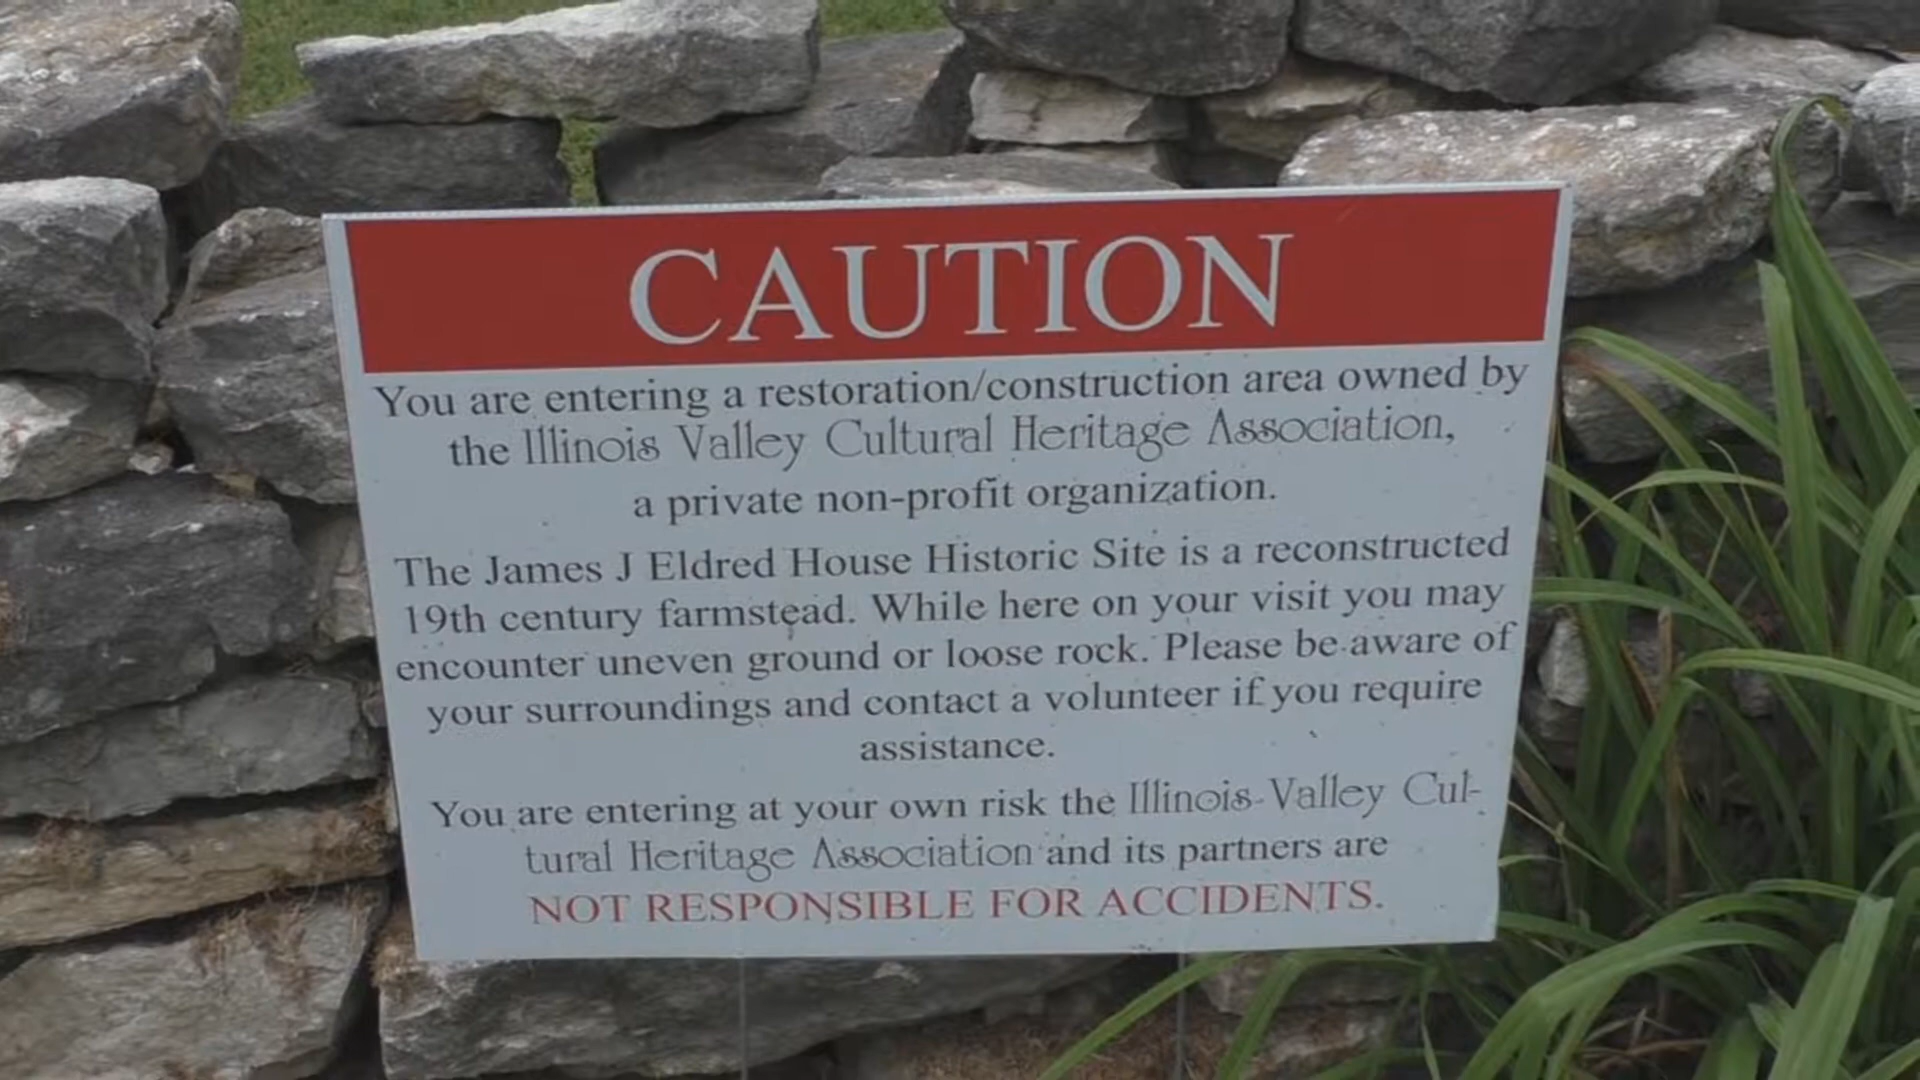 CAUTION
You are entering a restoration/construction area owned by
the Illinois Valley Cultural Heritage Association,
a private non-profit organization.
The James J Eldred House Historic Site is a reconstructed
19th century farmstead. While here on your visit you may
encounter uneven ground or loose rock. Please be aware of
your surroundings and contact a volunteer if you require
assistance.
You are entering at your own risk the Illinois Valley Cul-
tural Heritage Association and its partners are
NOT RESPONSIBLE FOR ACCIDENTS.